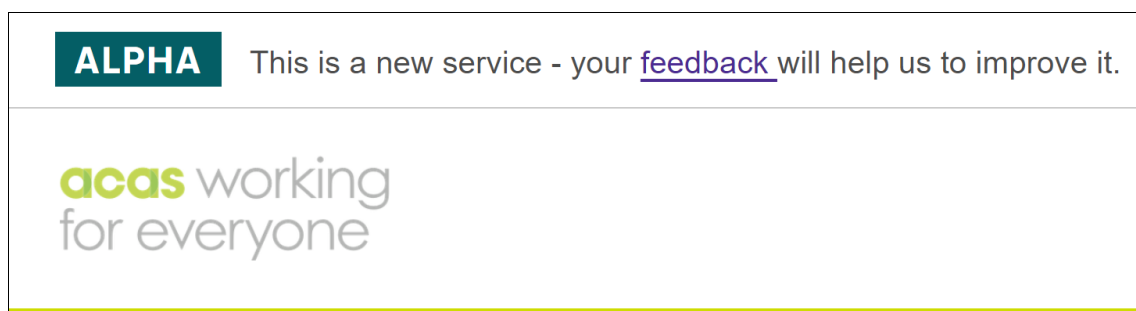 ALPHA This is a new service - your feedback will help us to improve it.
acas working
for everyone